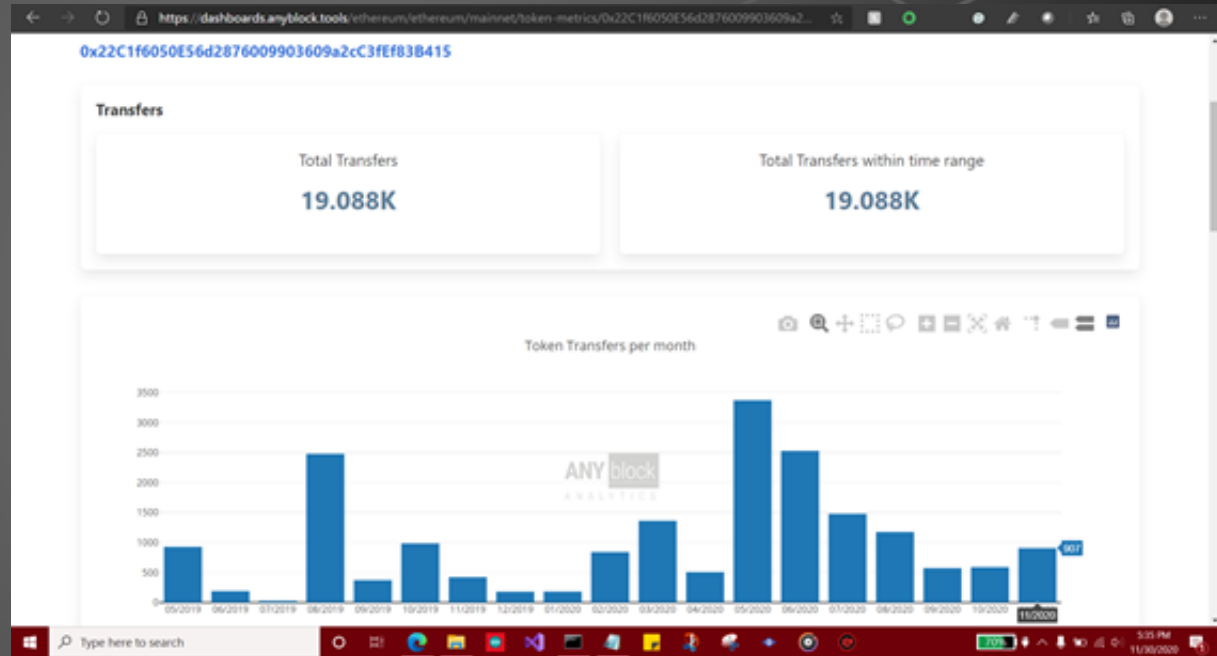 https://dashboards.anyblock.tools/ethereum/ethereum/mainnet/token-metrics/0x22C1f6050E56d2876009903609a2...
0x22C1f6050E56d2876009903609a2cC3fEf83B415
Transfers
Total Transfers
Total Transfers within time range
19.088K
19.088K
Token Transfers per month
3500
3000
2500
2000
1500
1000
500
0
ANY block
ANALYTICS
907
05/2019 06/2019 07/2019 08/2019 09/2019 10/2019 11/2019 12/2019 01/2020 02/2020 03/2020 04/2020 05/2020 06/2020 07/2020 08/2020 09/2020 10/2020 11/2020
Type here to search
70%
5:35 PM
11/30/2020